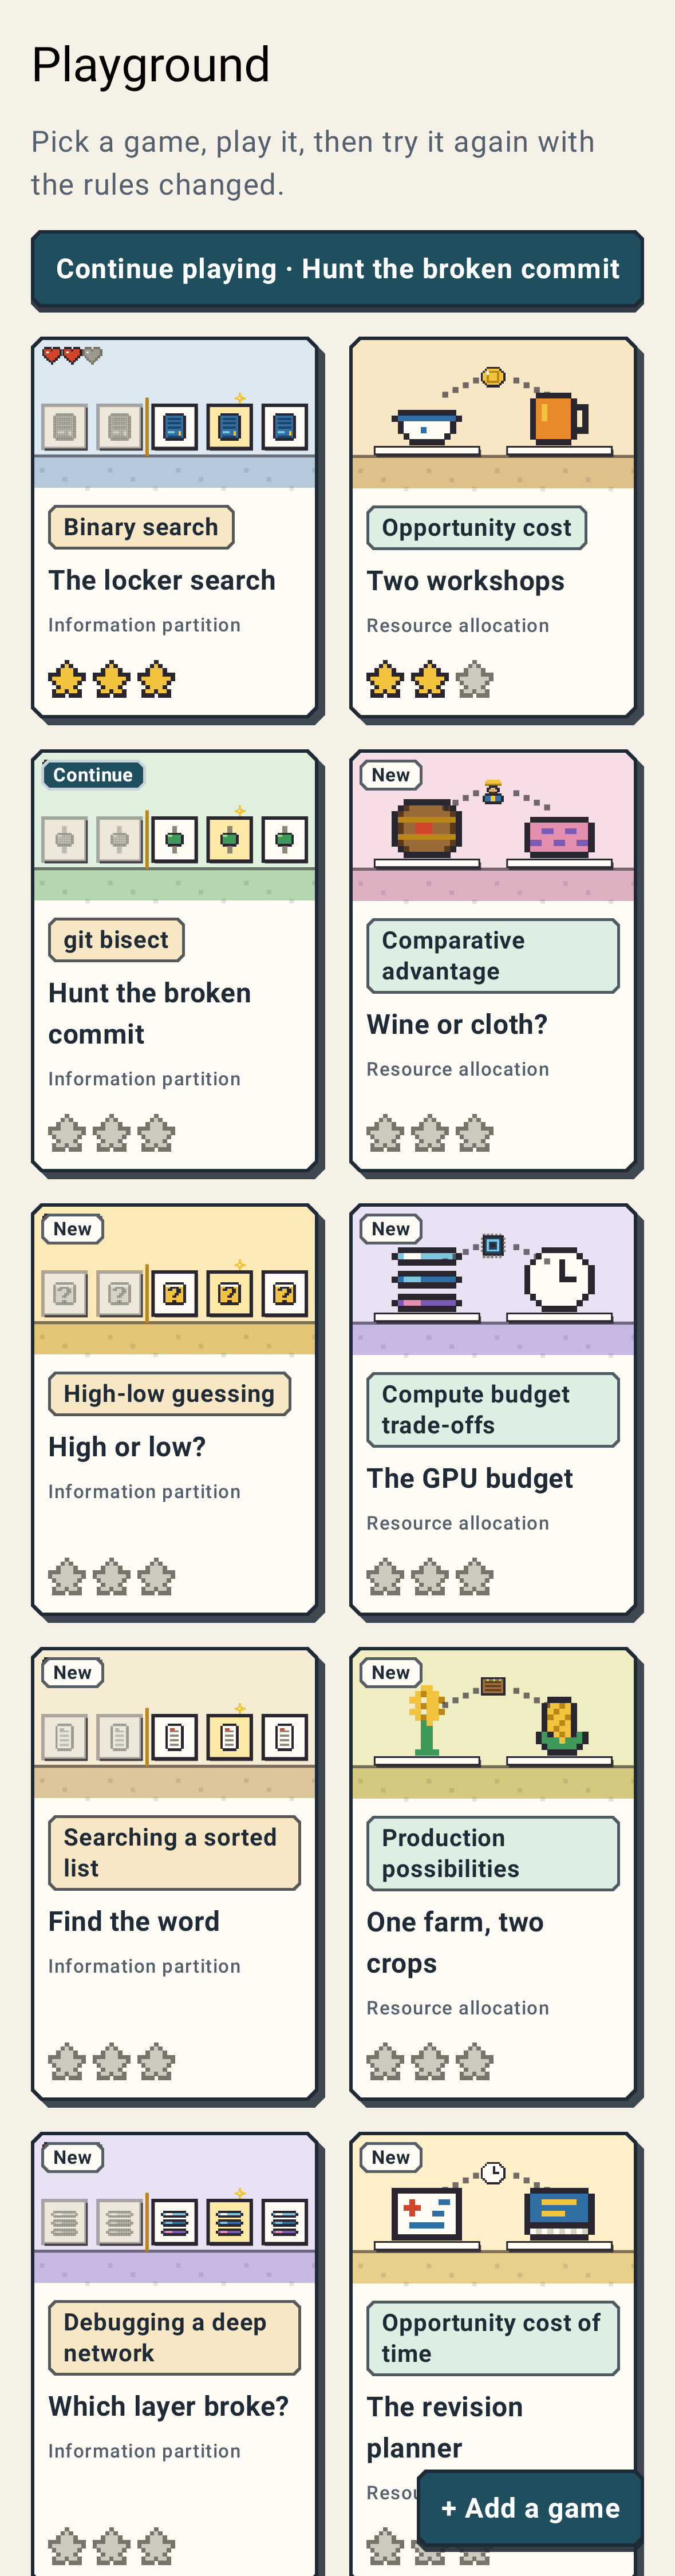 Playground
Pick a game, play it, then try it again with
the rules changed.
Continue playing · Hunt the broken commit
Binary search
The locker search
Information partition
Opportunity cost
Two workshops
Resource allocation
Continue
git bisect
Hunt the broken
commit
Information partition
New
Comparative
advantage
Wine or cloth?
Resource allocation
New
? ? ? ? ?
High-low guessing
High or low?
Information partition
New
Compute budget
trade-offs
The GPU budget
Resource allocation
New
Searching a sorted
list
Find the word
Information partition
New
Production
possibilities
One farm, two
crops
Resource allocation
New
Debugging a deep
network
Which layer broke?
Information partition
New
Opportunity cost of
time
The revision
planner
+ Add a game